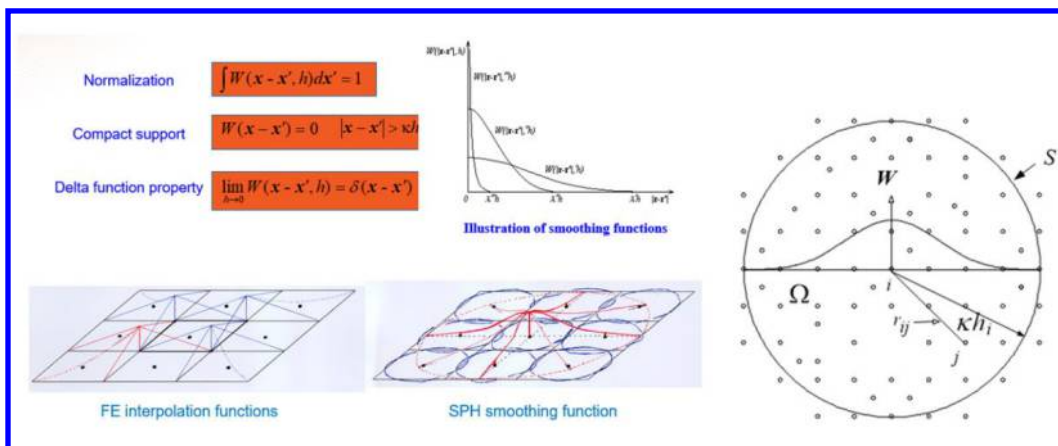 Normalization
∫W(x - x′, h)dx′ = 1
Compact support
W(x − x′) = 0 |x − x′| > κh
Delta function property
lim h→0 W(x - x′, h) = δ(x - x′)
0
Illustration of smoothing functions
FE interpolation functions
SPH smoothing function
S
W
i
Ω
r_ij
κh_i
j